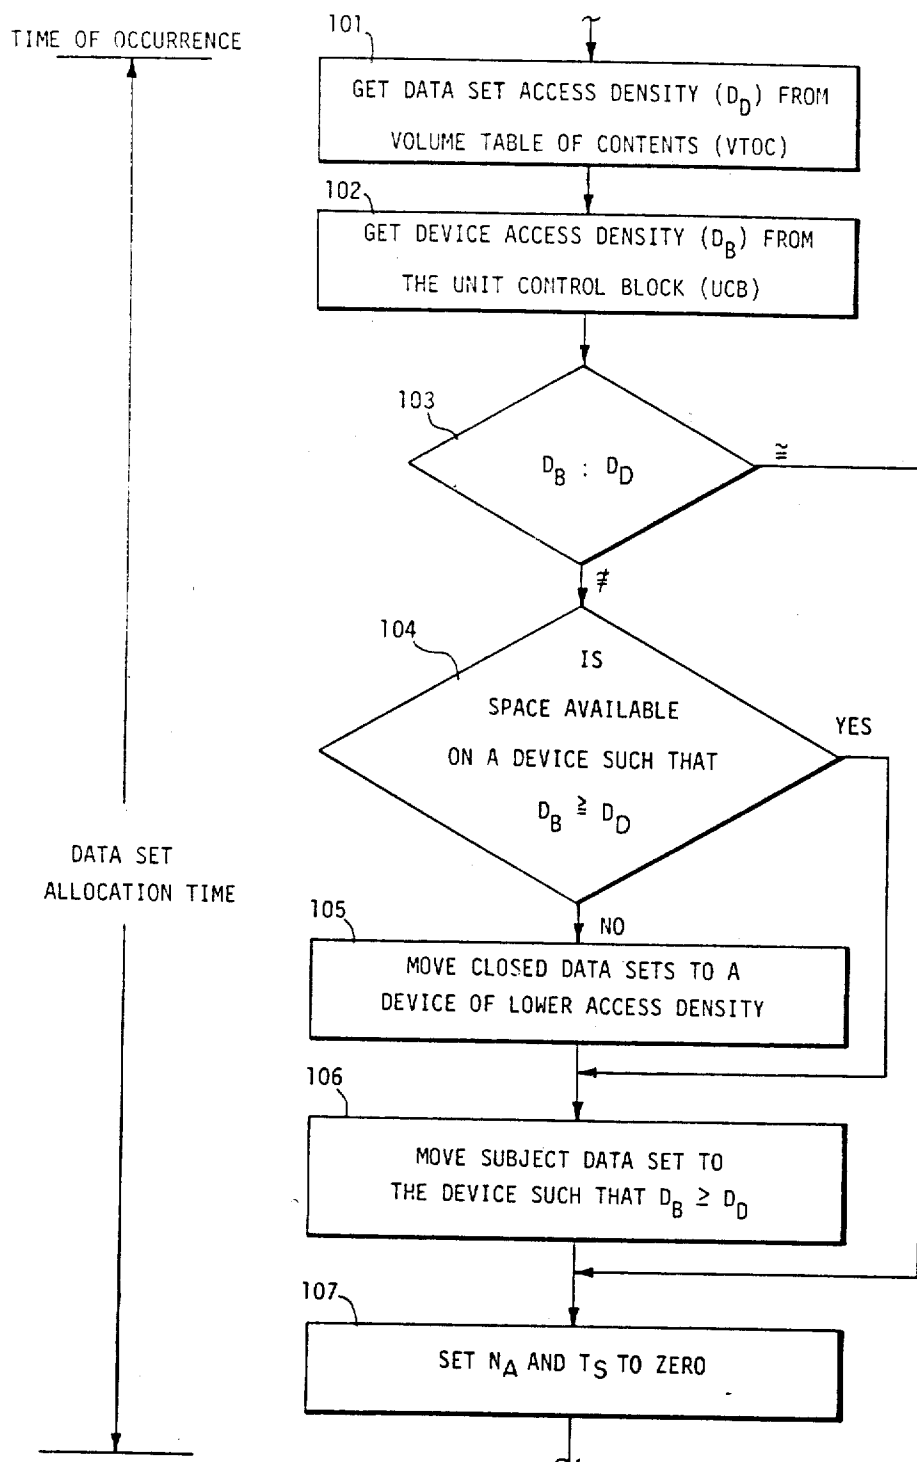 TIME OF OCCURRENCE
101
GET DATA SET ACCESS DENSITY (D_D) FROM
VOLUME TABLE OF CONTENTS (VTOC)
102
GET DEVICE ACCESS DENSITY (D_B) FROM
THE UNIT CONTROL BLOCK (UCB)
103
D_B : D_D
≅
≇
104
IS
SPACE AVAILABLE
ON A DEVICE SUCH THAT
D_B ≧ D_D
YES
DATA SET
ALLOCATION TIME
NO
105
MOVE CLOSED DATA SETS TO A
DEVICE OF LOWER ACCESS DENSITY
106
MOVE SUBJECT DATA SET TO
THE DEVICE SUCH THAT D_B ≥ D_D
107
SET N_A AND T_S TO ZERO